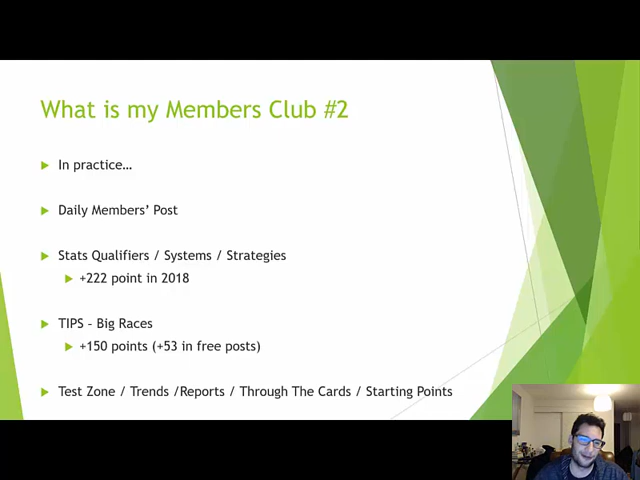 What is my Members Club #2
In practice…
Daily Members' Post
Stats Qualifiers / Systems / Strategies
+222 point in 2018
TIPS – Big Races
+150 points (+53 in free posts)
Test Zone / Trends /Reports / Through The Cards / Starting Points